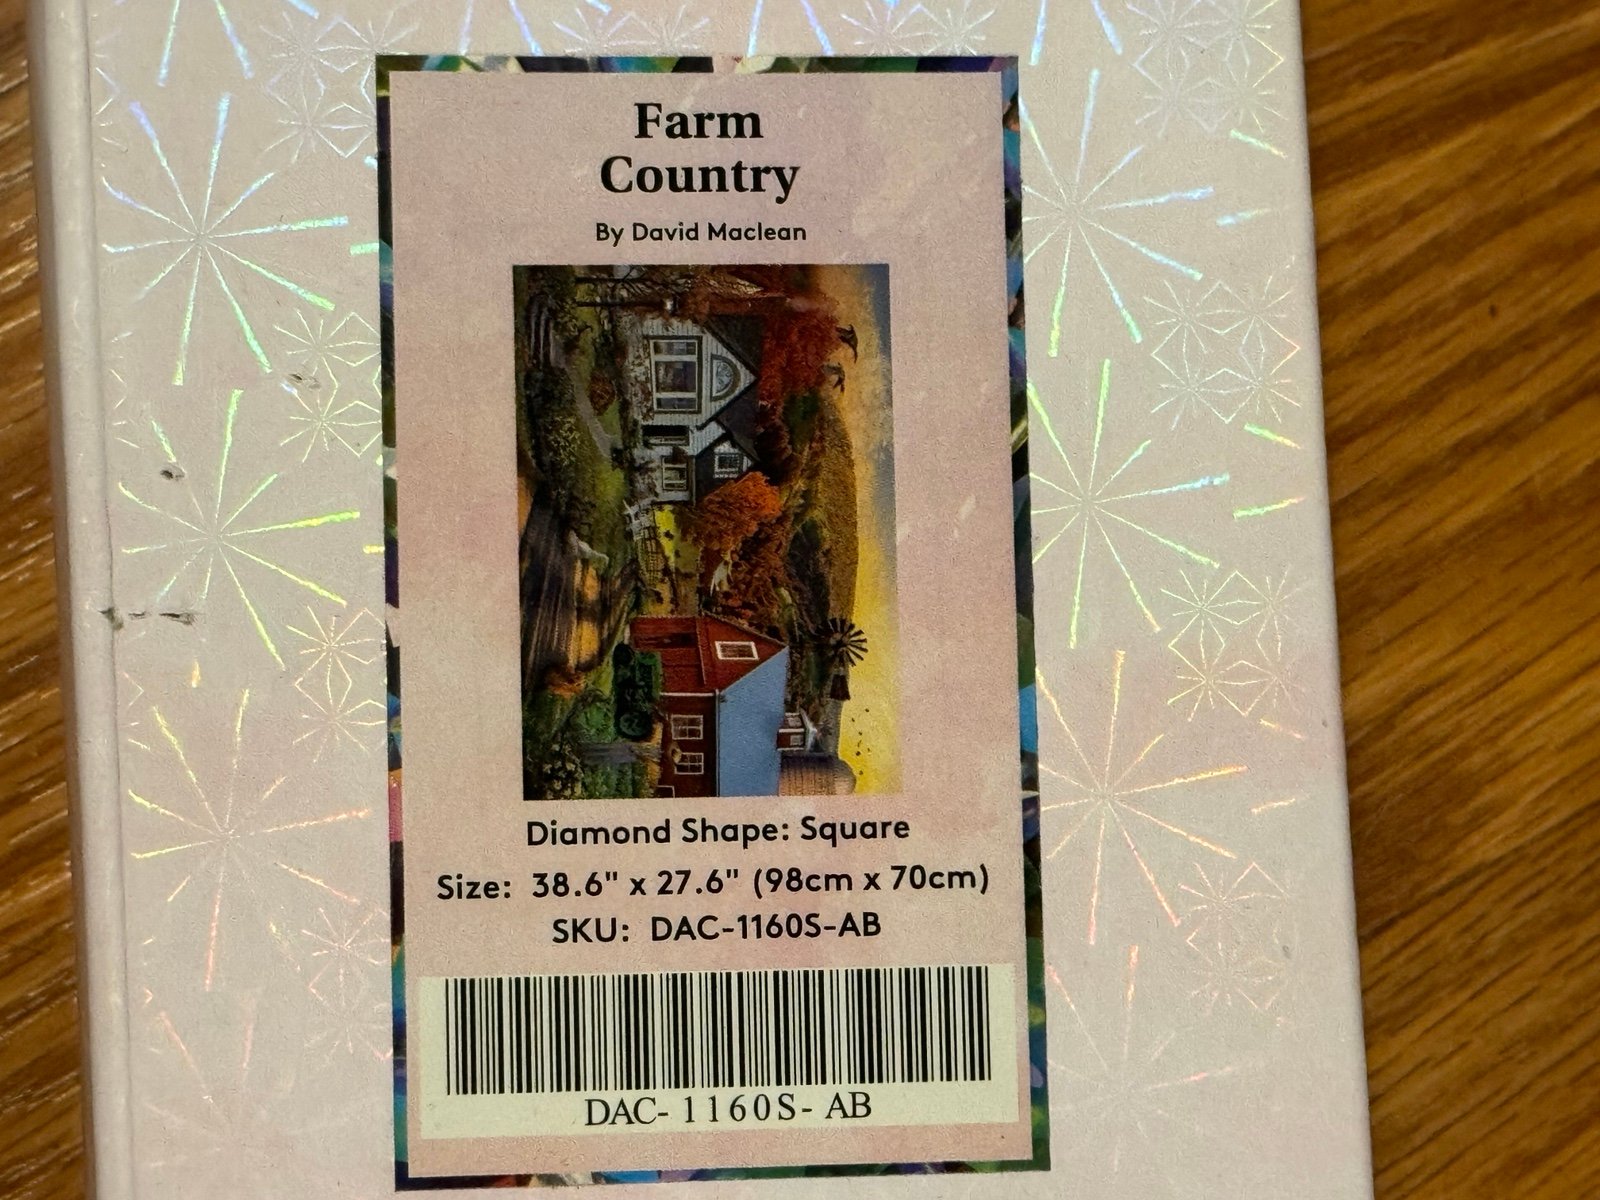 Farm
Country
By David Maclean
Diamond Shape: Square
Size: 38.6" x 27.6" (98cm x 70cm)
SKU: DAC-1160S-AB
DAC- 1160S- AB